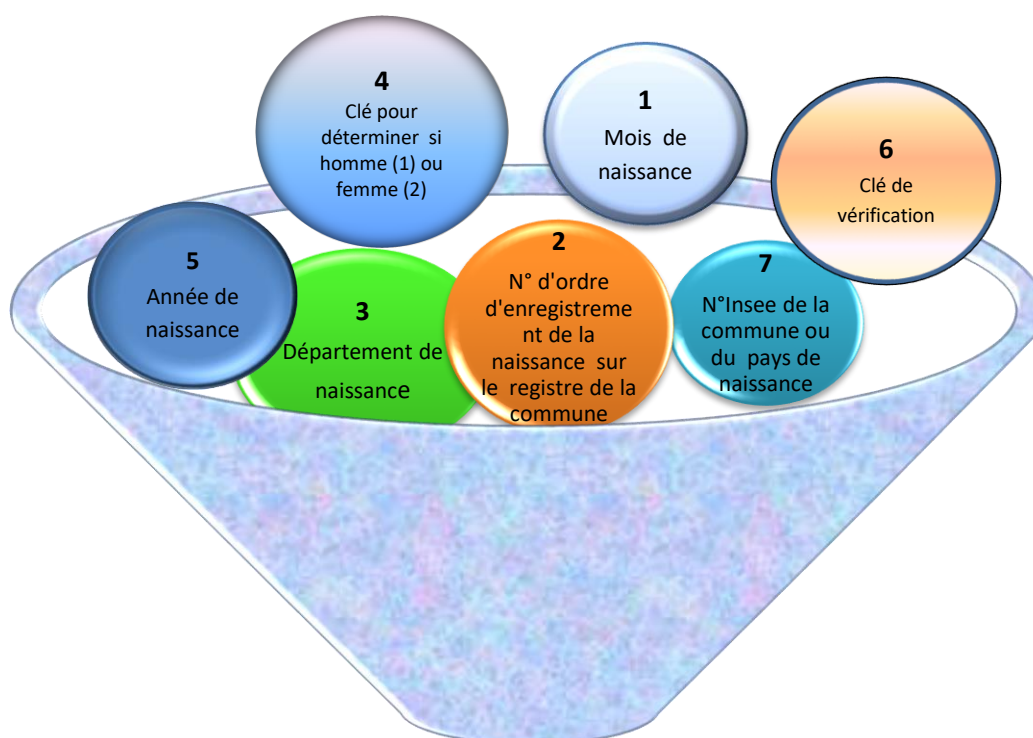 4
Clé pour
déterminer si
homme (1) ou
femme (2)
1
Mois de
naissance
6
Clé de
vérification
5
Année de
naissance
3
Département de
naissance
2
N° d'ordre
d'enregistreme
nt de la
naissance sur
le registre de la
commune
7
N°Insee de la
commune ou
du pays de
naissance